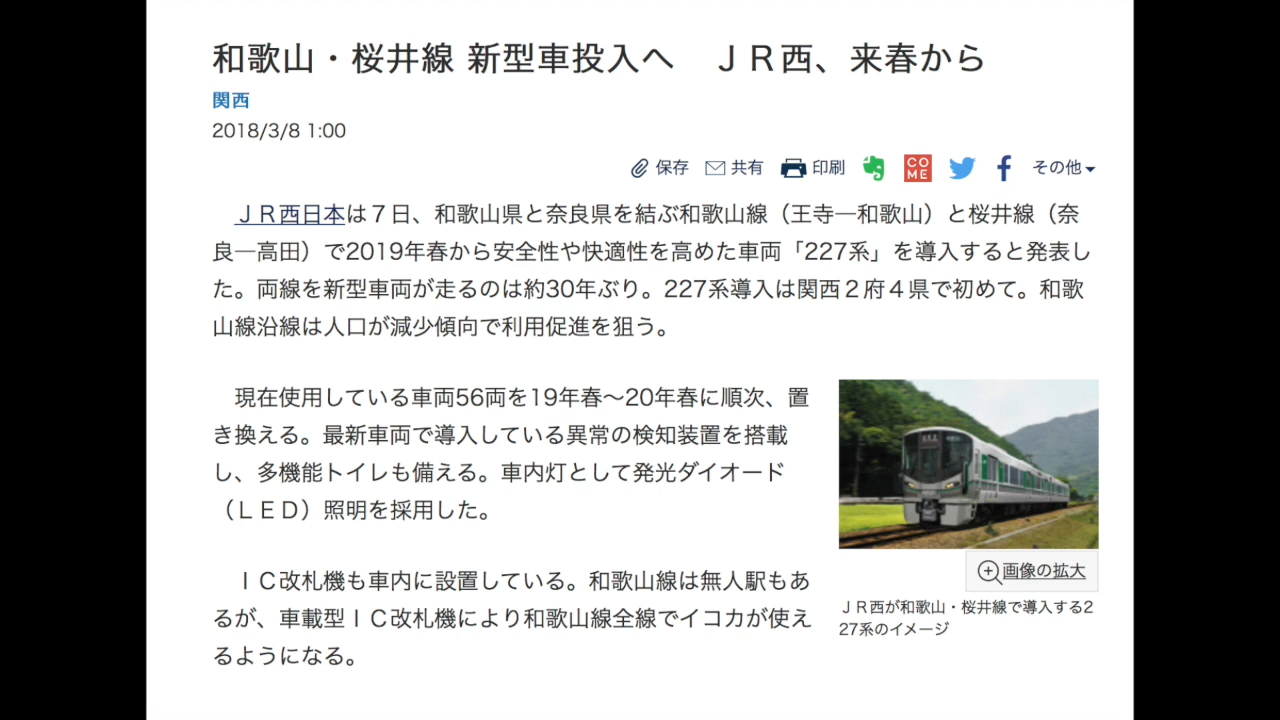 和歌山・桜井線 新型車投入へ　ＪＲ西、来春から
関西
2018/3/8 1:00
保存 共有 印刷 COME その他
ＪＲ西日本は７日、和歌山県と奈良県を結ぶ和歌山線（王寺―和歌山）と桜井線（奈
良―高田）で2019年春から安全性や快適性を高めた車両「227系」を導入すると発表し
た。両線を新型車両が走るのは約30年ぶり。227系導入は関西２府４県で初めて。和歌
山線沿線は人口が減少傾向で利用促進を狙う。
現在使用している車両56両を19年春～20年春に順次、置
き換える。最新車両で導入している異常の検知装置を搭載
し、多機能トイレも備える。車内灯として発光ダイオード
（ＬＥＤ）照明を採用した。
ＩＣ改札機も車内に設置している。和歌山線は無人駅もあ
るが、車載型ＩＣ改札機により和歌山線全線でイコカが使え
るようになる。
画像の拡大
ＪＲ西が和歌山・桜井線で導入する2
27系のイメージ